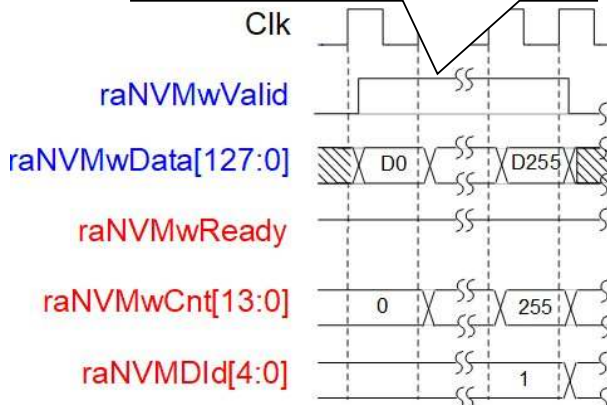 Clk
raNVMwValid
raNVMwData[127:0] D0 D255
raNVMwReady
raNVMwCnt[13:0] 0 255
raNVMDId[4:0] 1